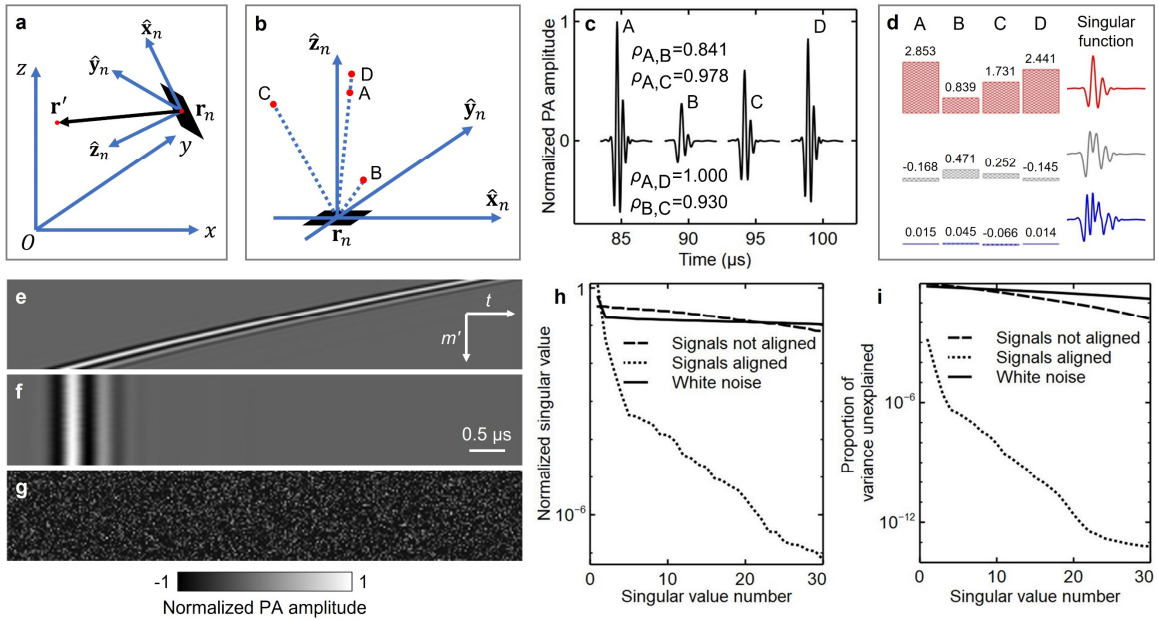 a
x̂ₙ
z
ŷₙ
r′
rₙ
ẑₙ
y
O
x
b
ẑₙ
D
A
C
ŷₙ
B
x̂ₙ
rₙ
c
Normalized PA amplitude
1
0
A
D
ρA,B=0.841
ρA,C=0.978
B
C
ρA,D=1.000
ρB,C=0.930
85
90
95
100
Time (μs)
d
A B C D
Singular
function
2.853
0.839
1.731
2.441
-0.168
0.471
0.252
-0.145
0.015 0.045 -0.066 0.014
e
t
m′
f
0.5 μs
g
-1
1
Normalized PA amplitude
h
Normalized singular value
1
10⁻⁶
Signals not aligned
Signals aligned
White noise
0
10
20
30
Singular value number
i
Proportion of
variance unexplained
10⁻⁶
10⁻¹²
Signals not aligned
Signals aligned
White noise
0
10
20
30
Singular value number